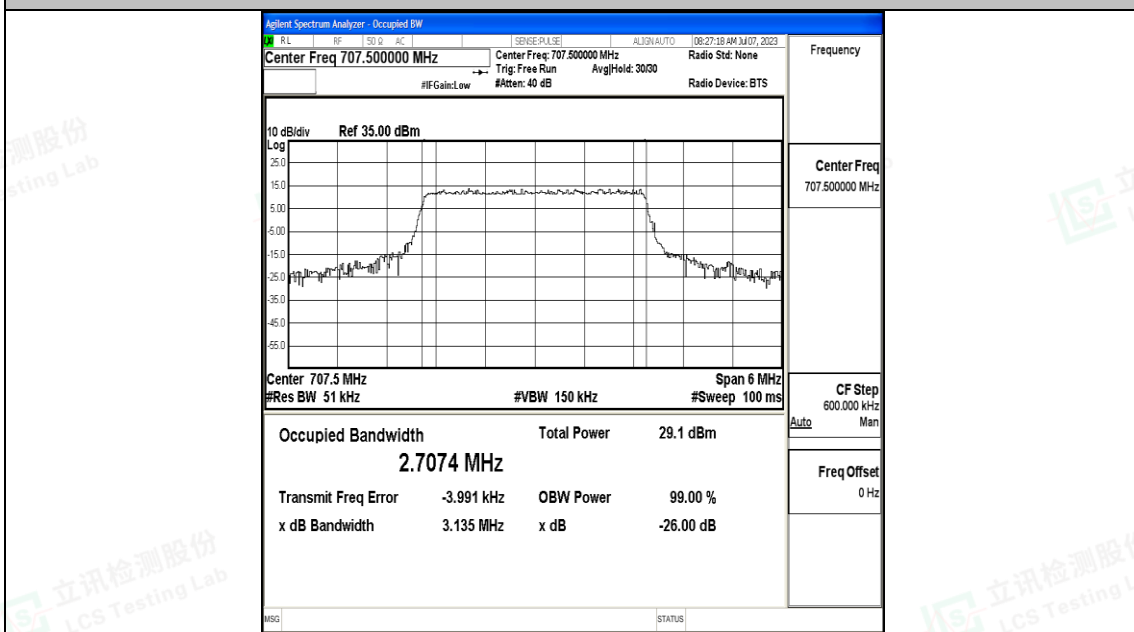 Agilent Spectrum Analyzer - Occupied BW
RL RF 50 Ω AC SENSE:PULSE ALIGN AUTO 08:27:18 AM Jul 07, 2023
Center Freq 707.500000 MHz
Center Freq: 707.500000 MHz
Radio Std: None
Trig: Free Run Avg|Hold: 30/30
#IFGain:Low #Atten: 40 dB Radio Device: BTS
Frequency
10 dB/div Ref 35.00 dBm
Log
25.0
15.0
5.00
-5.00
-15.0
-25.0
-35.0
-45.0
-55.0
Center 707.5 MHz Span 6 MHz
#Res BW 51 kHz #VBW 150 kHz #Sweep 100 ms
Center Freq
707.500000 MHz
CF Step
600.000 kHz
Auto Man
Freq Offset
0 Hz
Occupied Bandwidth Total Power 29.1 dBm
2.7074 MHz
Transmit Freq Error -3.991 kHz OBW Power 99.00 %
x dB Bandwidth 3.135 MHz x dB -26.00 dB
MSG STATUS
立讯检测股份
LCS Testing Lab
立讯检测股
LCS Testing L